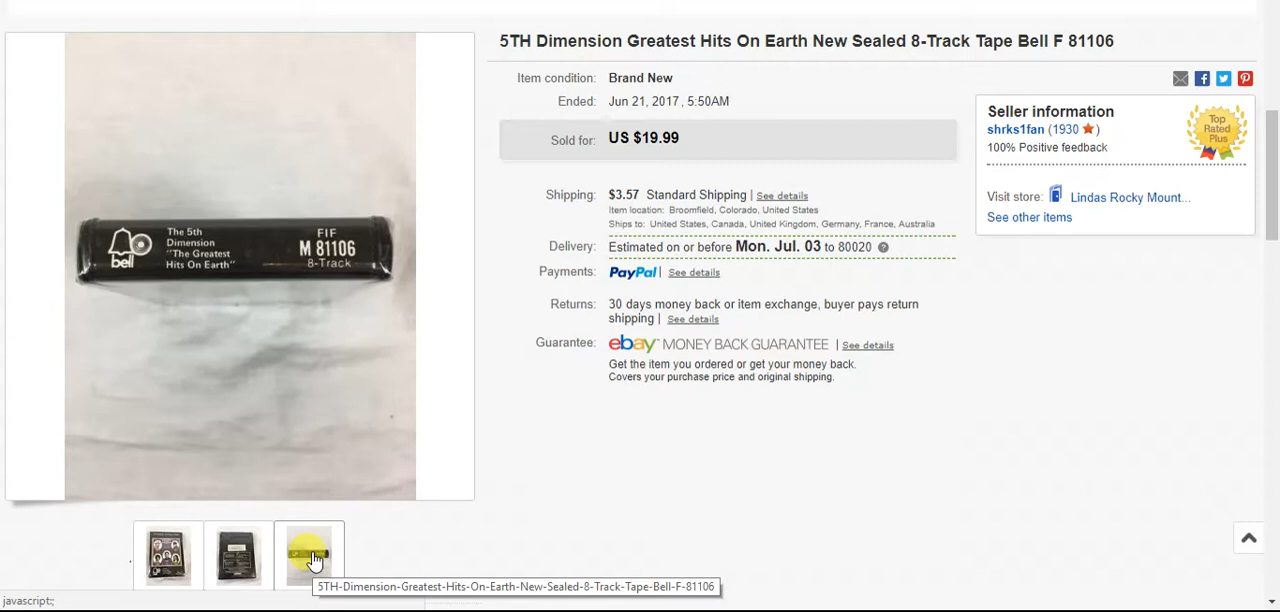 5TH Dimension Greatest Hits On Earth New Sealed 8-Track Tape Bell F 81106
Item condition: Brand New
Ended: Jun 21, 2017 , 5:50AM
Sold for: US $19.99
Shipping: $3.57 Standard Shipping | See details
Item location: Broomfield, Colorado, United States
Ships to: United States, Canada, United Kingdom, Germany, France, Australia
Delivery: Estimated on or before Mon. Jul. 03 to 80020 ?
Payments: PayPal | See details
Returns: 30 days money back or item exchange, buyer pays return
shipping | See details
Guarantee: ebay MONEY BACK GUARANTEE | See details
Get the item you ordered or get your money back.
Covers your purchase price and original shipping.
Seller information
shrks1fan (1930 ★)
100% Positive feedback
Top
Rated
Plus
Visit store: Lindas Rocky Mount...
See other items
bell
The 5th
Dimension
"The Greatest
Hits On Earth"
FIF
M 81106
8-Track
5TH-Dimension-Greatest-Hits-On-Earth-New-Sealed-8-Track-Tape-Bell-F-81106
javascript:;